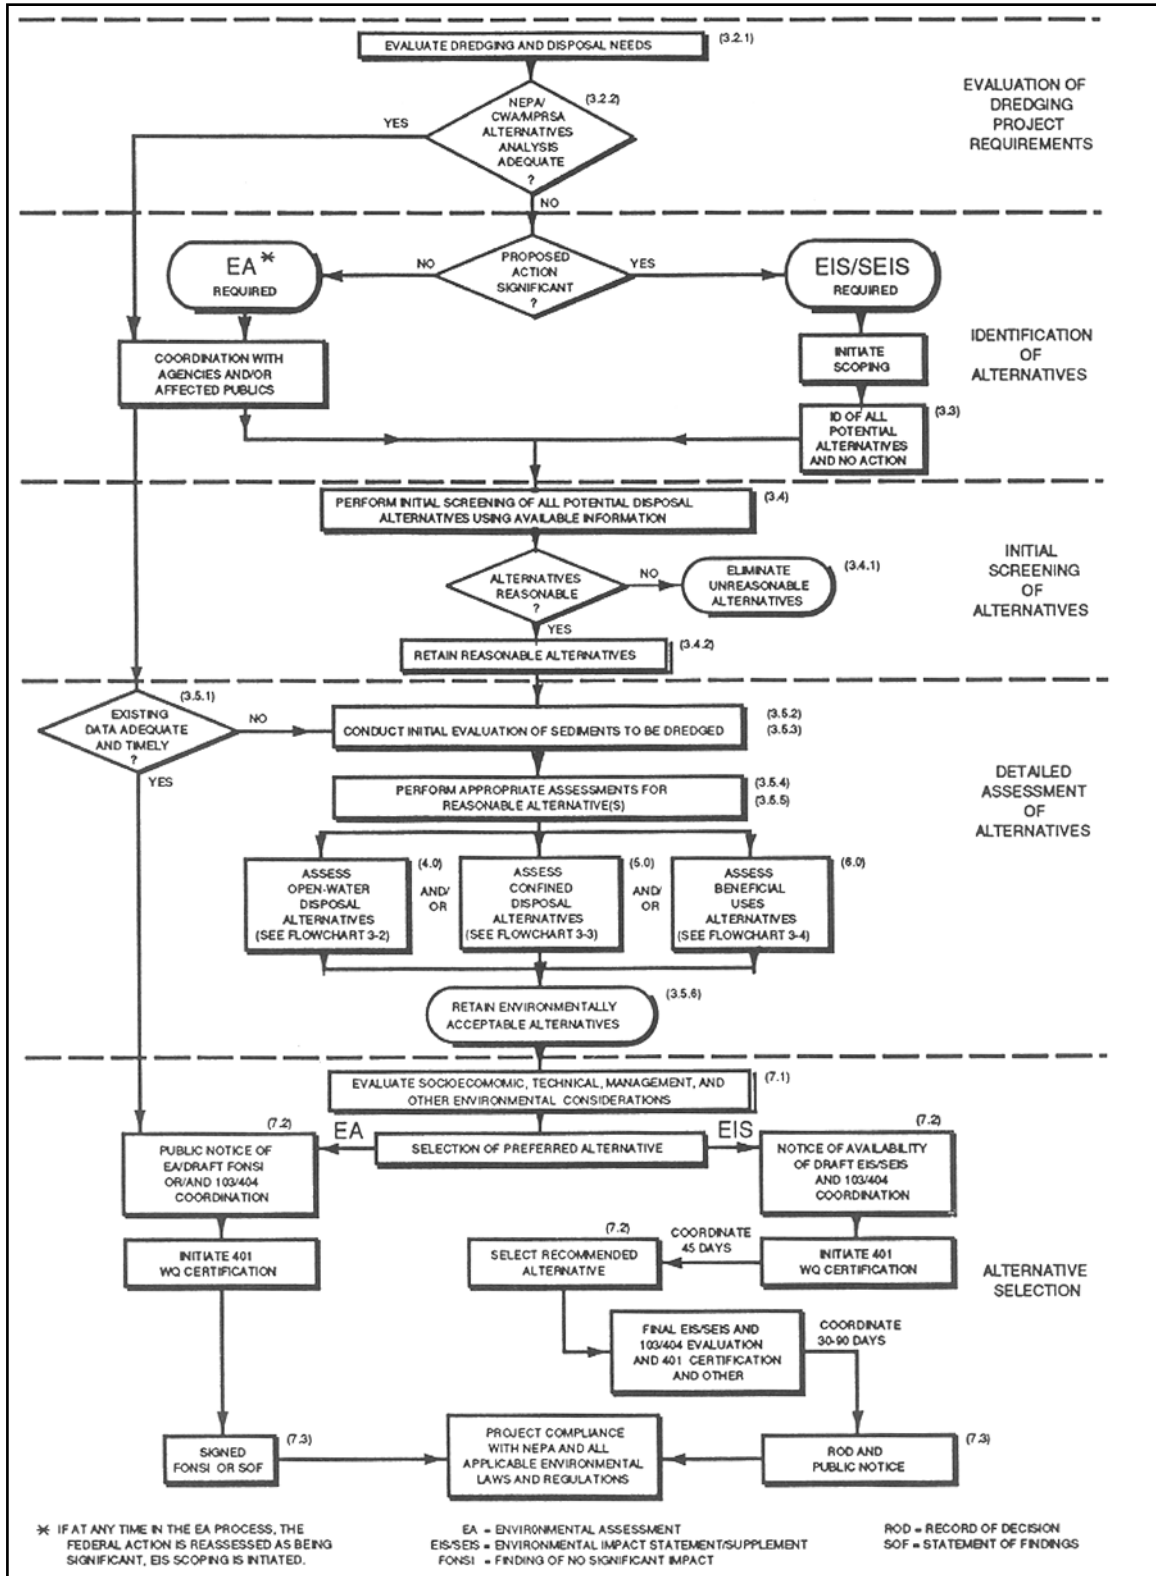 EVALUATE DREDGING AND DISPOSAL NEEDS
(3.2.1)
EVALUATION OF
DREDGING
PROJECT
REQUIREMENTS
NEPA/
CWA/MPRSA
ALTERNATIVES
ANALYSIS
ADEQUATE
?
(3.2.2)
YES
NO
EA*
REQUIRED
NO
PROPOSED
ACTION
SIGNIFICANT
?
YES
EIS/SEIS
REQUIRED
COORDINATION WITH
AGENCIES AND/OR
AFFECTED PUBLICS
INITIATE
SCOPING
IDENTIFICATION
OF
ALTERNATIVES
ID OF ALL
POTENTIAL
ALTERNATIVES
AND NO ACTION
(3.3)
PERFORM INITIAL SCREENING OF ALL POTENTIAL DISPOSAL
ALTERNATIVES USING AVAILABLE INFORMATION
(3.4)
ALTERNATIVES
REASONABLE
?
NO
ELIMINATE
UNREASONABLE
ALTERNATIVES
(3.4.1)
INITIAL
SCREENING
OF
ALTERNATIVES
YES
RETAIN REASONABLE ALTERNATIVES
(3.4.2)
EXISTING
DATA ADEQUATE
AND TIMELY
?
(3.5.1)
NO
YES
CONDUCT INITIAL EVALUATION OF SEDIMENTS TO BE DREDGED
(3.5.2)
(3.5.3)
PERFORM APPROPRIATE ASSESSMENTS FOR
REASONABLE ALTERNATIVE(S)
(3.5.4)
(3.5.5)
DETAILED
ASSESSMENT
OF
ALTERNATIVES
ASSESS
OPEN-WATER
DISPOSAL
ALTERNATIVES
(SEE FLOWCHART 3-2)
(4.0)
AND/
OR
ASSESS
CONFINED
DISPOSAL
ALTERNATIVES
(SEE FLOWCHART 3-3)
(5.0)
AND/
OR
ASSESS
BENEFICIAL
USES
ALTERNATIVES
(SEE FLOWCHART 3-4)
(6.0)
RETAIN ENVIRONMENTALLY
ACCEPTABLE ALTERNATIVES
(3.5.6)
EVALUATE SOCIOECOMOMIC, TECHNICAL, MANAGEMENT, AND
OTHER ENVIRONMENTAL CONSIDERATIONS
(7.1)
(7.2)
PUBLIC NOTICE OF
EA/DRAFT FONSI
OR/AND 103/404
COORDINATION
EA
SELECTION OF PREFERRED ALTERNATIVE
EIS
(7.2)
NOTICE OF AVAILABILITY
OF DRAFT EIS/SEIS
AND 103/404
COORDINATION
INITIATE 401
WQ CERTIFICATION
(7.2)
SELECT RECOMMENDED
ALTERNATIVE
COORDINATE
45 DAYS
INITIATE 401
WQ CERTIFICATION
ALTERNATIVE
SELECTION
FINAL EIS/SEIS AND
103/404 EVALUATION
AND 401 CERTIFICATION
AND OTHER
COORDINATE
30-90 DAYS
SIGNED
FONSI OR SOF
(7.3)
PROJECT COMPLIANCE
WITH NEPA AND ALL
APPLICABLE ENVIRONMENTAL
LAWS AND REGULATIONS
ROD AND
PUBLIC NOTICE
(7.3)
* IF AT ANY TIME IN THE EA PROCESS, THE
FEDERAL ACTION IS REASSESSED AS BEING
SIGNIFICANT, EIS SCOPING IS INTIATED.
EA = ENVIRONMENTAL ASSESSMENT
EIS/SEIS = ENVIRONMENTAL IMPACT STATEMENT/SUPPLEMENT
FONSI = FINDING OF NO SIGNIFICANT IMPACT
ROD = RECORD OF DECISION
SOF = STATEMENT OF FINDINGS